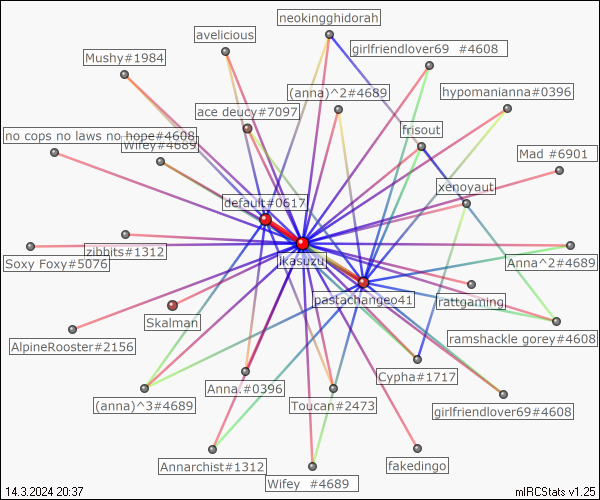 neokingghidorah
avelicious
girlfriendlover69 #4608
Mushy#1984
(anna)^2#4689
hypomanianna#0396
ace deucy#7097
frisout
no cops no laws no hope#4608
Wifey#4689
Mad #6901
xenoyaut
default#0617
zibbits#1312
ikasuzu
Anna^2#4689
Soxy Foxy#5076
pastachange041
rattgaming
Skalman
ramshackle gorey#4608
AlpineRooster#2156
Cypha#1717
Anna.#0396
(anna)^3#4689
Toucan#2473
girlfriendlover69#4608
Annarchist#1312
fakedingo
Wifey #4689
14.3.2024 20:37
mIRCStats v1.25